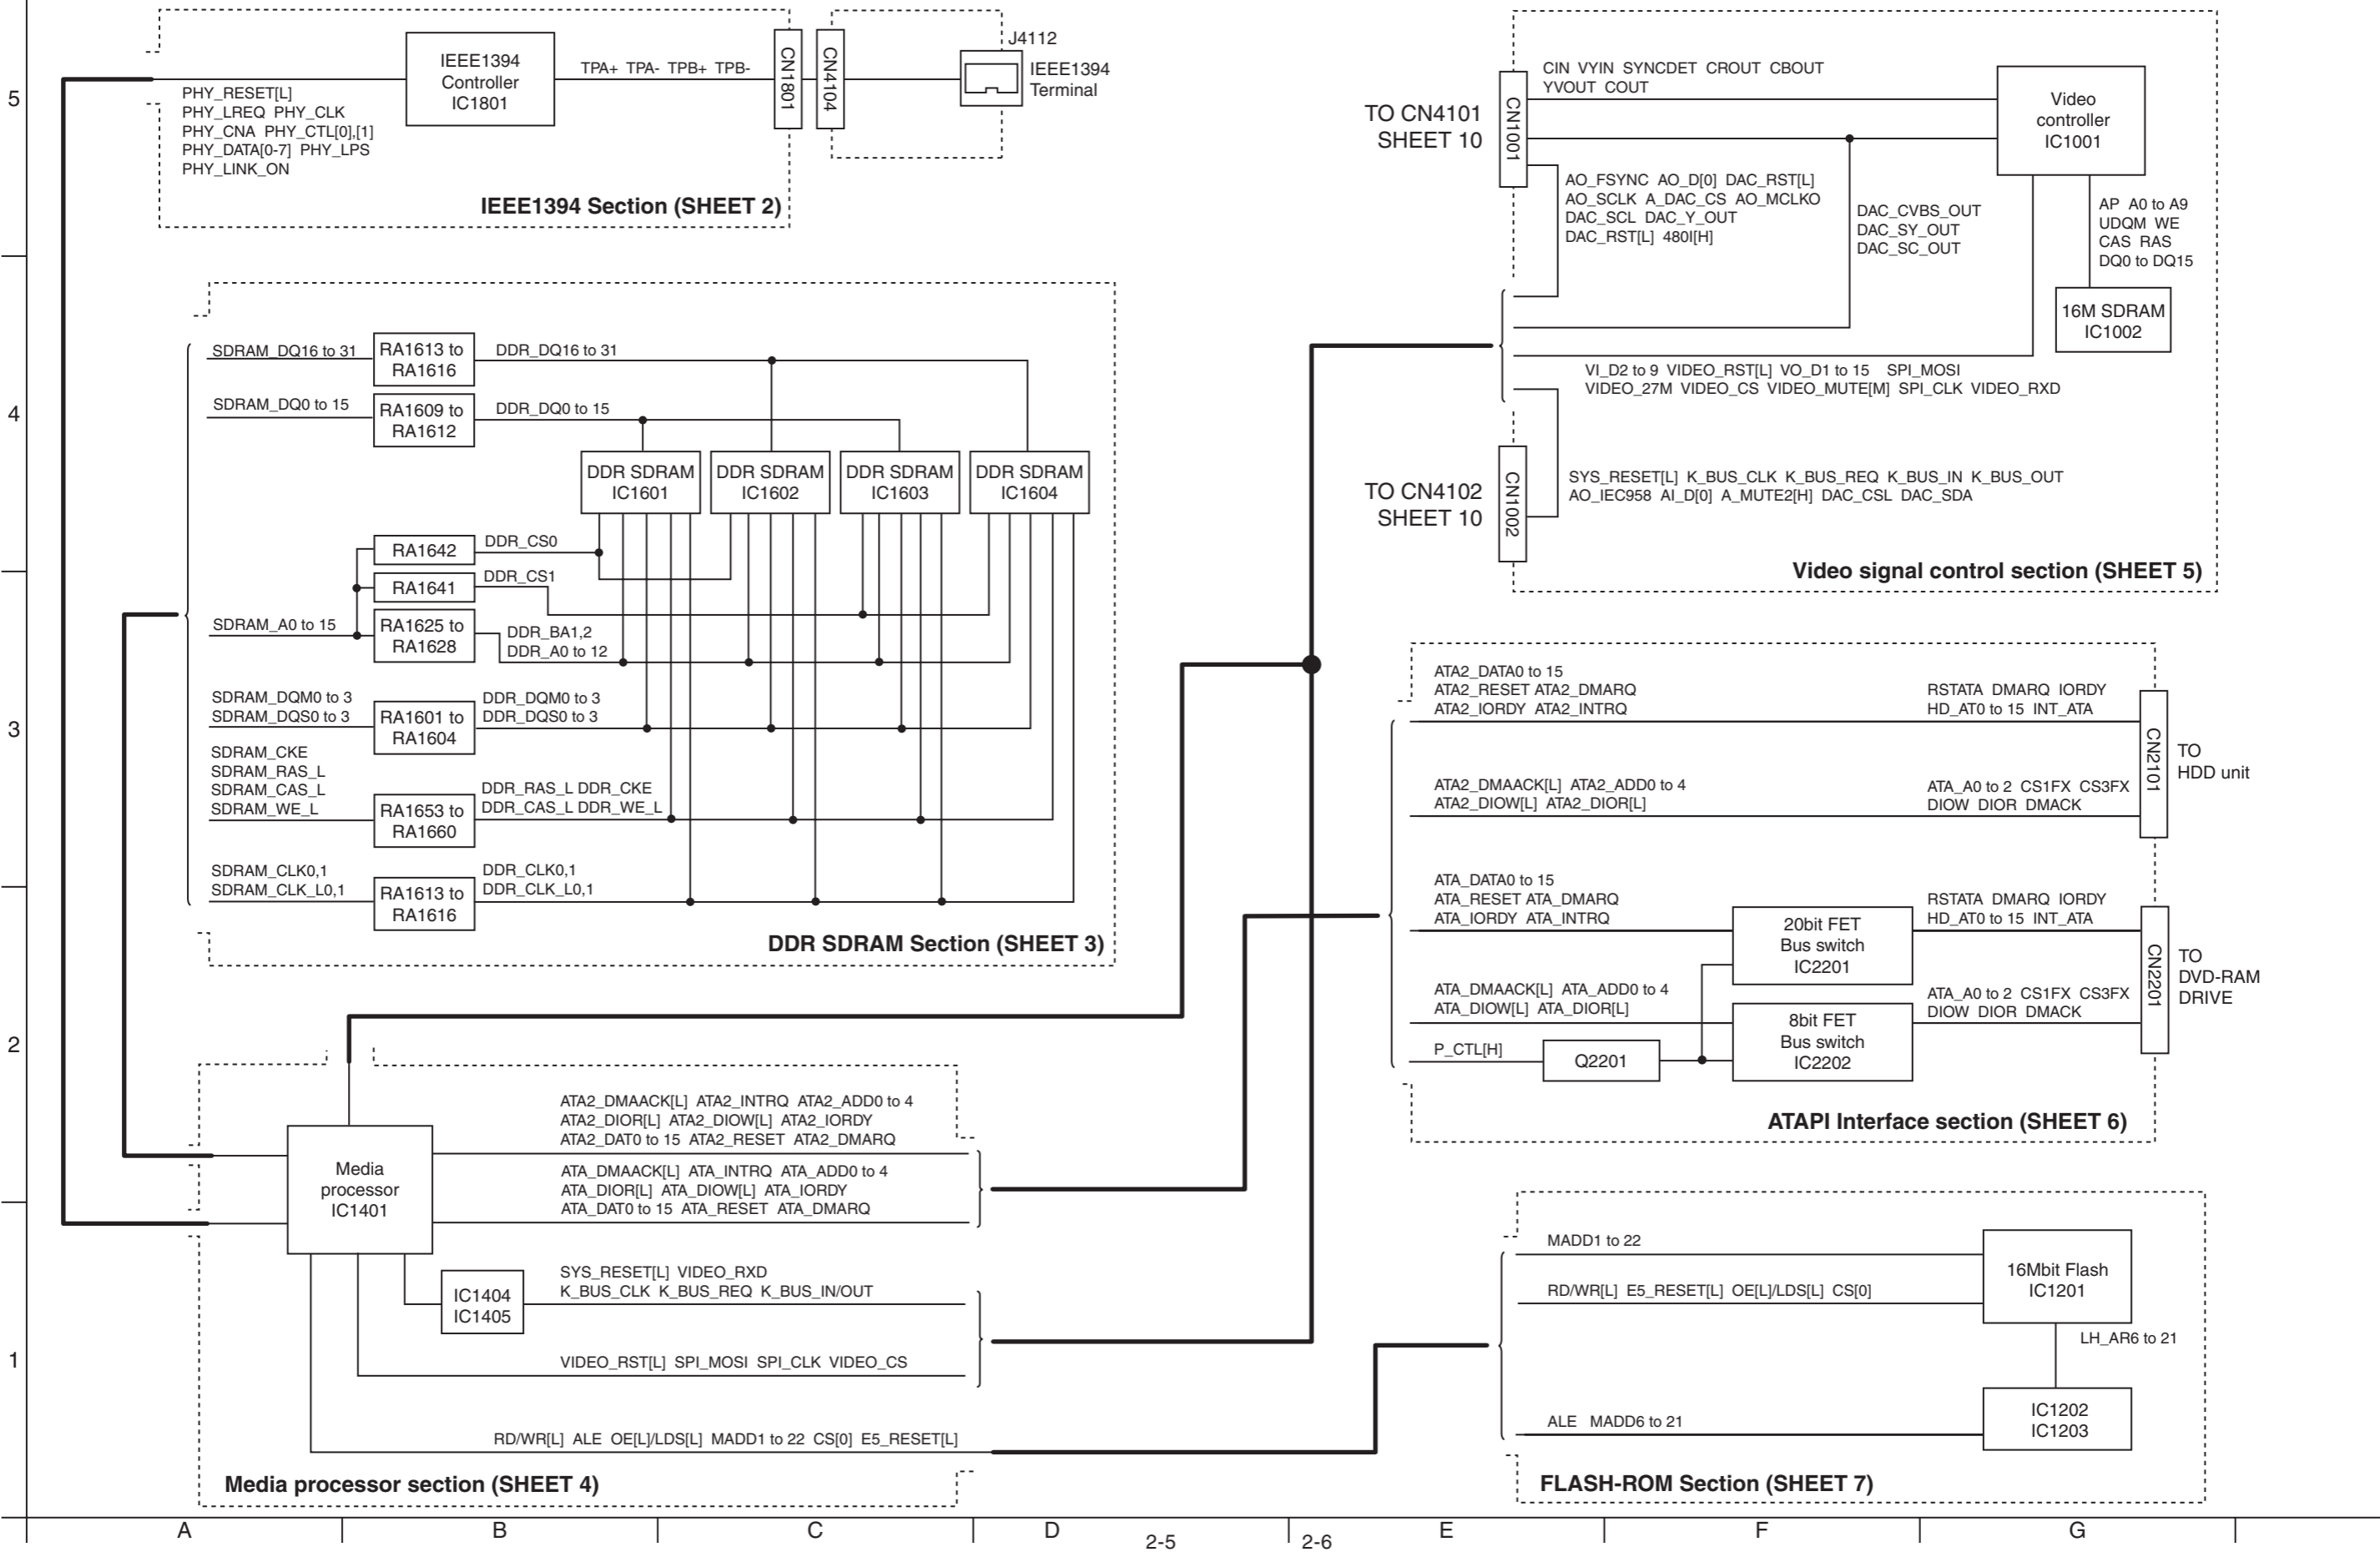 5
4
3
2
1
IEEE1394
Controller
IC1801
TPA+ TPA- TPB+ TPB-
CN1801
CN4104
J4112
IEEE1394
Terminal
PHY_RESET[L]
PHY_LREQ PHY_CLK
PHY_CNA PHY_CTL[0],[1]
PHY_DATA[0-7] PHY_LPS
PHY_LINK_ON
IEEE1394 Section (SHEET 2)
SDRAM_DQ16 to 31
RA1613 to
RA1616
DDR_DQ16 to 31
SDRAM_DQ0 to 15
RA1609 to
RA1612
DDR_DQ0 to 15
DDR SDRAM
IC1601
DDR SDRAM
IC1602
DDR SDRAM
IC1603
DDR SDRAM
IC1604
RA1642
DDR_CS0
RA1641
DDR_CS1
SDRAM_A0 to 15
RA1625 to
RA1628
DDR_BA1,2
DDR_A0 to 12
SDRAM_DQM0 to 3
SDRAM_DQS0 to 3
RA1601 to
RA1604
DDR_DQM0 to 3
DDR_DQS0 to 3
SDRAM_CKE
SDRAM_RAS_L
SDRAM_CAS_L
SDRAM_WE_L
RA1653 to
RA1660
DDR_RAS_L DDR_CKE
DDR_CAS_L DDR_WE_L
SDRAM_CLK0,1
SDRAM_CLK_L0,1
RA1613 to
RA1616
DDR_CLK0,1
DDR_CLK_L0,1
DDR SDRAM Section (SHEET 3)
Media
processor
IC1401
ATA2_DMAACK[L] ATA2_INTRQ ATA2_ADD0 to 4
ATA2_DIOR[L] ATA2_DIOW[L] ATA2_IORDY
ATA2_DAT0 to 15 ATA2_RESET ATA2_DMARQ
ATA_DMAACK[L] ATA_INTRQ ATA_ADD0 to 4
ATA_DIOR[L] ATA_DIOW[L] ATA_IORDY
ATA_DAT0 to 15 ATA_RESET ATA_DMARQ
IC1404
IC1405
SYS_RESET[L] VIDEO_RXD
K_BUS_CLK K_BUS_REQ K_BUS_IN/OUT
VIDEO_RST[L] SPI_MOSI SPI_CLK VIDEO_CS
RD/WR[L] ALE OE[L]/LDS[L] MADD1 to 22 CS[0] E5_RESET[L]
Media processor section (SHEET 4)
TO CN4101
SHEET 10
CN1001
CIN VYIN SYNCDET CROUT CBOUT
YVOUT COUT
Video
controller
IC1001
AO_FSYNC AO_D[0] DAC_RST[L]
AO_SCLK A_DAC_CS AO_MCLKO
DAC_SCL DAC_Y_OUT
DAC_RST[L] 480I[H]
DAC_CVBS_OUT
DAC_SY_OUT
DAC_SC_OUT
AP A0 to A9
UDQM WE
CAS RAS
DQ0 to DQ15
16M SDRAM
IC1002
VI_D2 to 9 VIDEO_RST[L] VO_D1 to 15 SPI_MOSI
VIDEO_27M VIDEO_CS VIDEO_MUTE[M] SPI_CLK VIDEO_RXD
TO CN4102
SHEET 10
CN1002
SYS_RESET[L] K_BUS_CLK K_BUS_REQ K_BUS_IN K_BUS_OUT
AO_IEC958 AI_D[0] A_MUTE2[H] DAC_CSL DAC_SDA
Video signal control section (SHEET 5)
ATA2_DATA0 to 15
ATA2_RESET ATA2_DMARQ
ATA2_IORDY ATA2_INTRQ
RSTATA DMARQ IORDY
HD_AT0 to 15 INT_ATA
CN2101
TO
HDD unit
ATA2_DMAACK[L] ATA2_ADD0 to 4
ATA2_DIOW[L] ATA2_DIOR[L]
ATA_A0 to 2 CS1FX CS3FX
DIOW DIOR DMACK
ATA_DATA0 to 15
ATA_RESET ATA_DMARQ
ATA_IORDY ATA_INTRQ
20bit FET
Bus switch
IC2201
RSTATA DMARQ IORDY
HD_AT0 to 15 INT_ATA
CN2201
TO
DVD-RAM
DRIVE
ATA_DMAACK[L] ATA_ADD0 to 4
ATA_DIOW[L] ATA_DIOR[L]
8bit FET
Bus switch
IC2202
ATA_A0 to 2 CS1FX CS3FX
DIOW DIOR DMACK
P_CTL[H]
Q2201
ATAPI Interface section (SHEET 6)
MADD1 to 22
16Mbit Flash
IC1201
RD/WR[L] E5_RESET[L] OE[L]/LDS[L] CS[0]
LH_AR6 to 21
ALE MADD6 to 21
IC1202
IC1203
FLASH-ROM Section (SHEET 7)
A
B
C
D
2-5
2-6
E
F
G